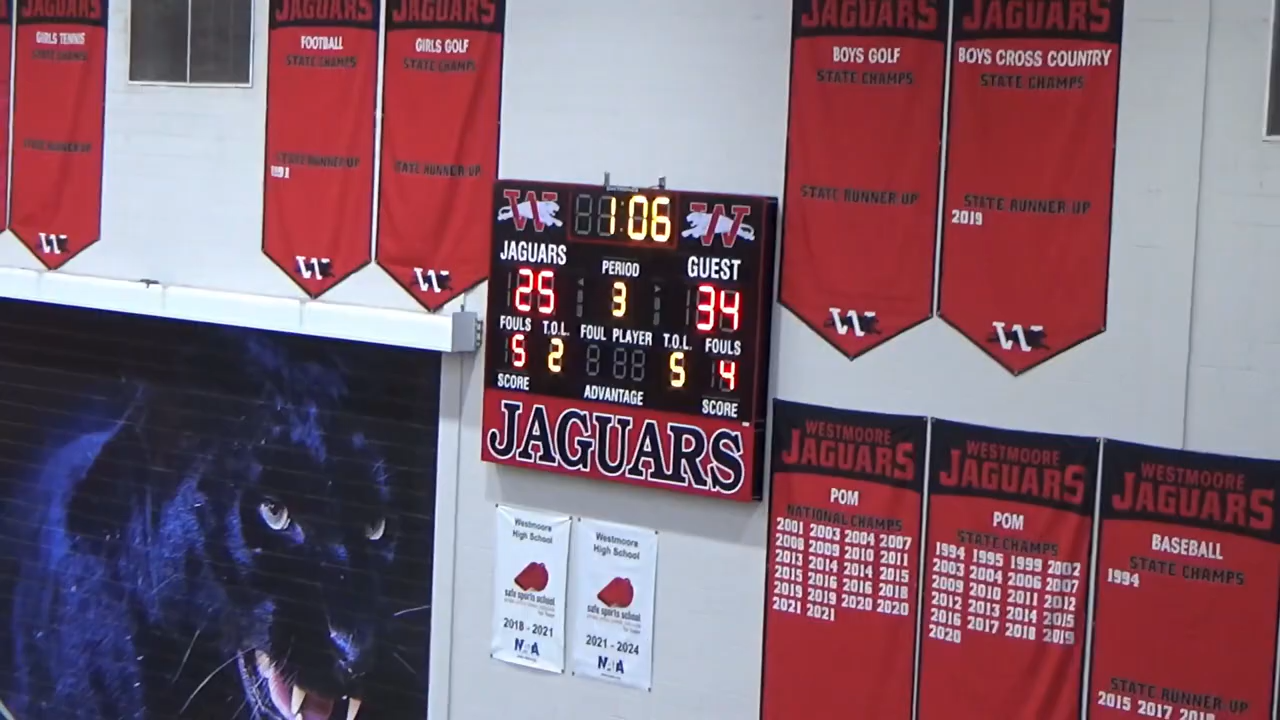 JAGUARS
GIRLS TENNIS
STATE CHAMPS
STATE RUNNER UP
W
JAGUARS
FOOTBALL
STATE CHAMPS
STATE RUNNER UP
1991
W
JAGUARS
GIRLS GOLF
STATE CHAMPS
STATE RUNNER UP
W
JAGUARS
BOYS GOLF
STATE CHAMPS
STATE RUNNER UP
W
JAGUARS
BOYS CROSS COUNTRY
STATE CHAMPS
STATE RUNNER UP
2019
W
W 1:06 W
JAGUARS PERIOD GUEST
25 3 34
FOULS T.O.L. FOUL PLAYER T.O.L. FOULS
5 2 5 4
SCORE ADVANTAGE SCORE
JAGUARS
Westmoore
High School
safe sports school
2018 - 2021
Westmoore
High School
safe sports school
2021 - 2024
WESTMOORE
JAGUARS
POM
NATIONAL CHAMPS
2001 2003 2004 2007
2008 2009 2010 2011
2013 2014 2014 2015
2015 2016 2016 2018
2019 2019 2020 2020
2021 2021
WESTMOORE
JAGUARS
POM
STATE CHAMPS
1994 1995 1999 2002
2003 2004 2006 2007
2009 2010 2011 2012
2012 2013 2014 2015
2016 2017 2018 2019
2020
WESTMOORE
JAGUARS
BASEBALL
STATE CHAMPS
1994
STATE RUNNER UP
2015 2017